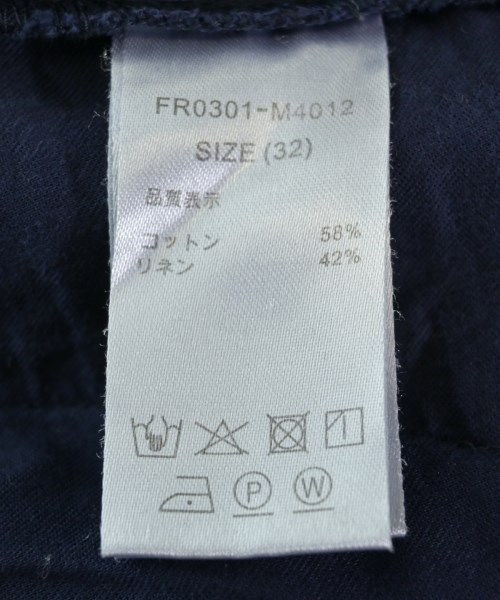 FR0301-M4012
SIZE (32)
品質表示
コットン 58%
リネン 42%
P W